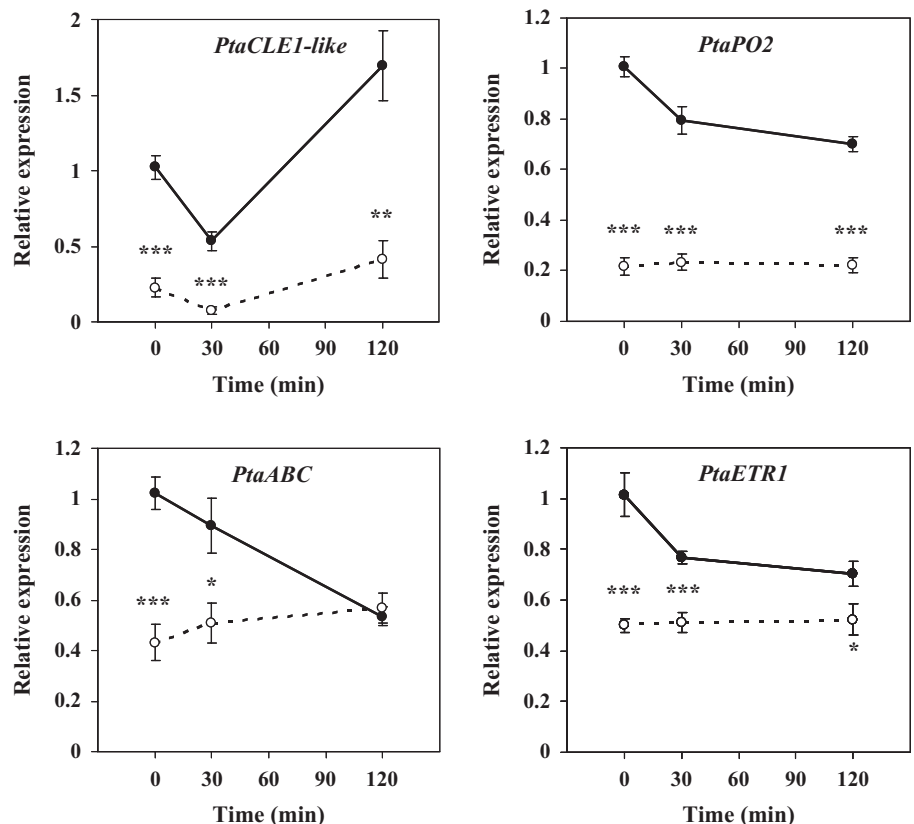 PtaCLE1-like
Relative expression
2
1.5
1
0.5
0
***
***
**
0 30 60 90 120
Time (min)
PtaPO2
Relative expression
1.2
1
0.8
0.6
0.4
0.2
0
*** *** ***
0 30 60 90 120
Time (min)
PtaABC
Relative expression
1.2
1
0.8
0.6
0.4
0.2
0
***
*
0 30 60 90 120
Time (min)
PtaETR1
Relative expression
1.2
1
0.8
0.6
0.4
0.2
0
*** ***
*
0 30 60 90 120
Time (min)